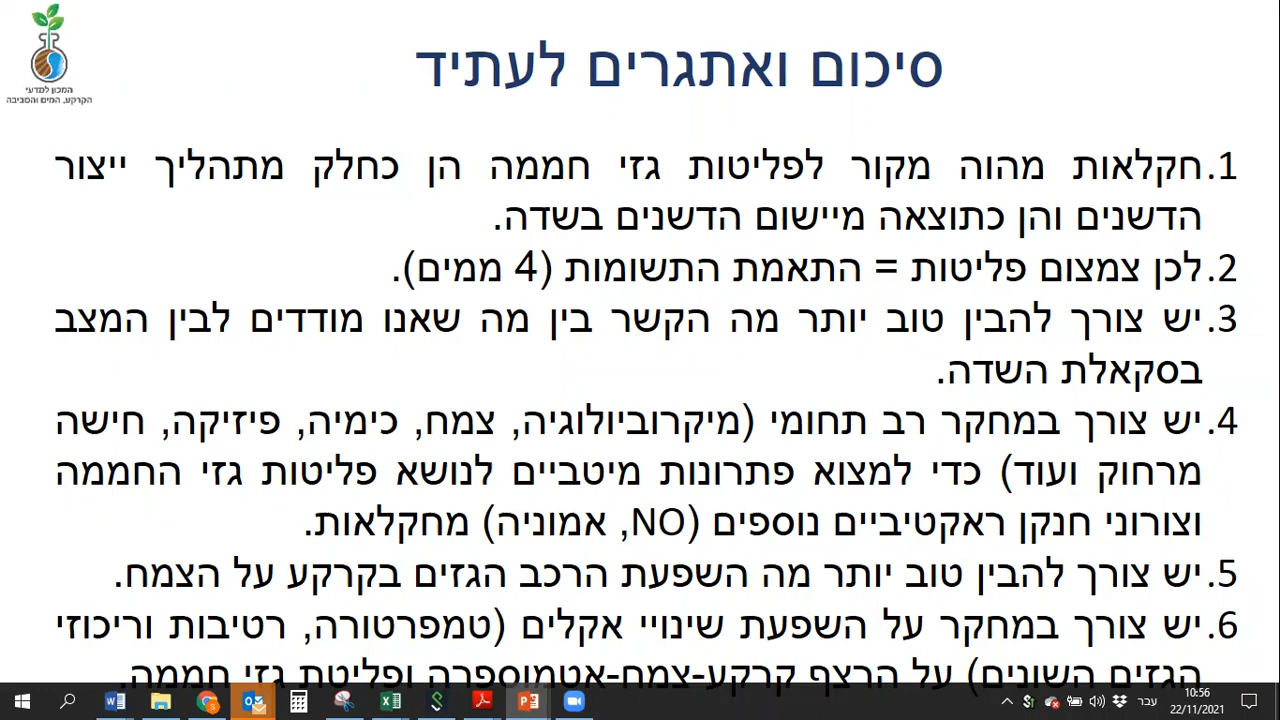 המכון למדעי
הקרקע, המים והסביבה
סיכום ואתגרים לעתיד
1. חקלאות מהוה מקור לפליטות גזי חממה הן כחלק מתהליך ייצור
הדשנים והן כתוצאה מיישום הדשנים בשדה.
2. לכן צמצום פליטות = התאמת התשומות (4 ממים).
3. יש צורך להבין טוב יותר מה הקשר בין מה שאנו מודדים לבין המצב
בסקאלת השדה.
4. יש צורך במחקר רב תחומי (מיקרוביולוגיה, צמח, כימיה, פיזיקה, חישה
מרחוק ועוד) כדי למצוא פתרונות מיטביים לנושא פליטות גזי החממה
וצורוני חנקן ראקטיביים נוספים (NO, אמוניה) מחקלאות.
5. יש צורך להבין טוב יותר מה השפעת הרכב הגזים בקרקע על הצמח.
6. יש צורך במחקר על השפעת שינויי אקלים (טמפרטורה, רטיבות וריכוזי
הגזים השונים) על הרצף קרקע-צמח-אטמוספרה ופליטת גזי חממה.
עבר
10:56
22/11/2021